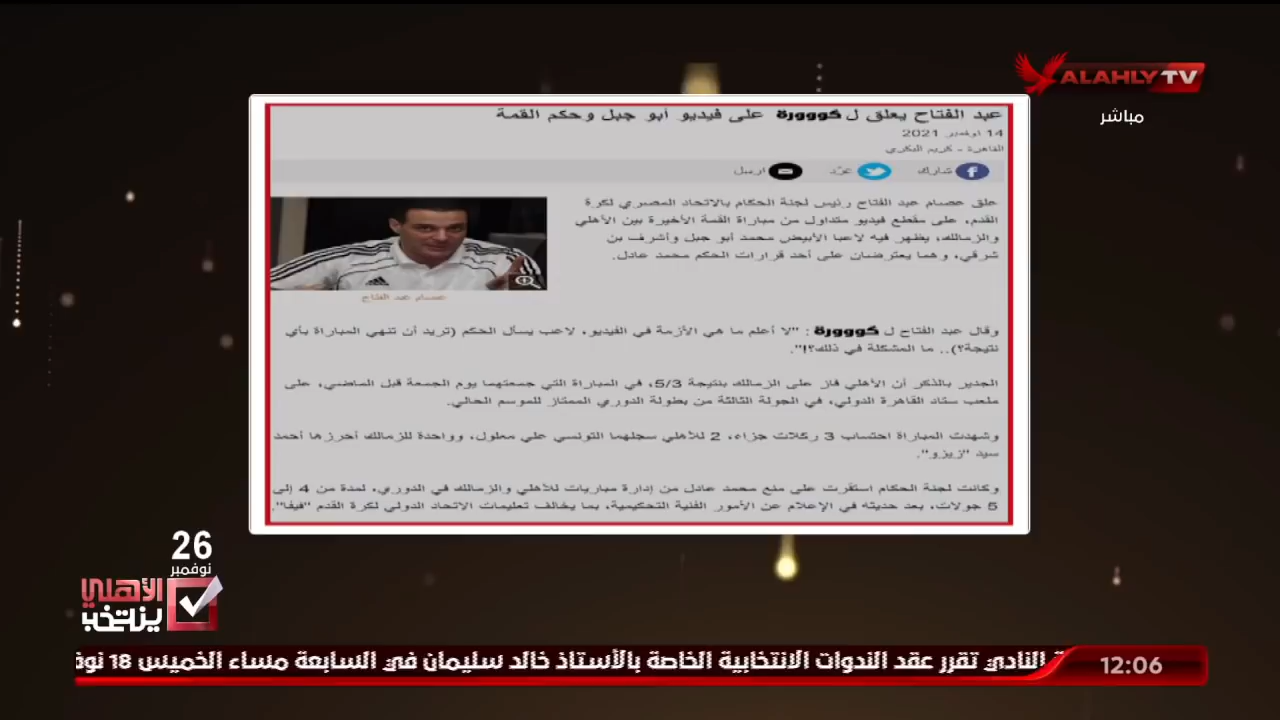 ALAHLY TV
مباشر
عبد الفتاح يعلق ل كووورة على فيديو أبو جبل وحكم القمة
14 نوفمبر 2021
القاهرة - كريم البكري
شارك
غرّد
ارسل
علق عصام عبد الفتاح رئيس لجنة الحكام بالاتحاد المصري لكرة
القدم، على مقطع فيديو متداول من مباراة القمة الأخيرة بين الأهلي
والزمالك، يظهر فيه لاعبا الأبيض محمد أبو جبل وأشرف بن
شرقي، وهما يعترضان على أحد قرارات الحكم محمد عادل.
عصام عبد الفتاح
وقال عبد الفتاح ل كووورة : "لا أعلم ما هي الأزمة في الفيديو، لاعب يسأل الحكم (تريد أن تنهي المباراة بأي
نتيجة؟).. ما المشكلة في ذلك؟!".
الجدير بالذكر أن الأهلي فاز على الزمالك بنتيجة 5/3، في المباراة التي جمعتهما يوم الجمعة قبل الماضي، على
ملعب ستاد القاهرة الدولي، في الجولة الثالثة من بطولة الدوري الممتاز للموسم الحالي.
وشهدت المباراة احتساب 3 ركلات جزاء، 2 للأهلي سجلهما التونسي علي معلول، وواحدة للزمالك أحرزها أحمد
سيد "زيزو".
وكانت لجنة الحكام استقرت على منع محمد عادل من إدارة مباريات للأهلي والزمالك في الدوري، لمدة من 4 إلى
5 جولات، بعد حديثه في الإعلام عن الأمور الفنية التحكيمية، بما يخالف تعليمات الاتحاد الدولي لكرة القدم "فيفا".
26
نوفمبر
الأهلي
ينتخب
النادي تقرر عقد الندوات الانتخابية الخاصة بالأستاذ خالد سليمان في السابعة مساء الخميس 18
12:06